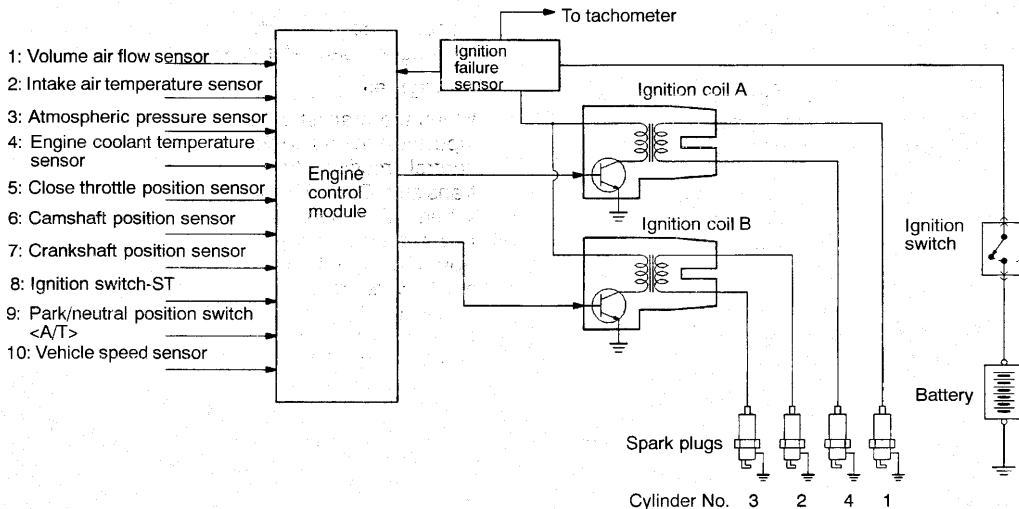 To tachometer
Ignition
failure
sensor
1: Volume air flow sensor
2: Intake air temperature sensor
3: Atmospheric pressure sensor
4: Engine coolant temperature
sensor
5: Close throttle position sensor
6: Camshaft position sensor
7: Crankshaft position sensor
8: Ignition switch-ST
9: Park/neutral position switch
<A/T>
10: Vehicle speed sensor
Engine
control
module
Ignition coil A
Ignition coil B
Ignition
switch
Battery
Spark plugs
Cylinder No. 3 2 4 1